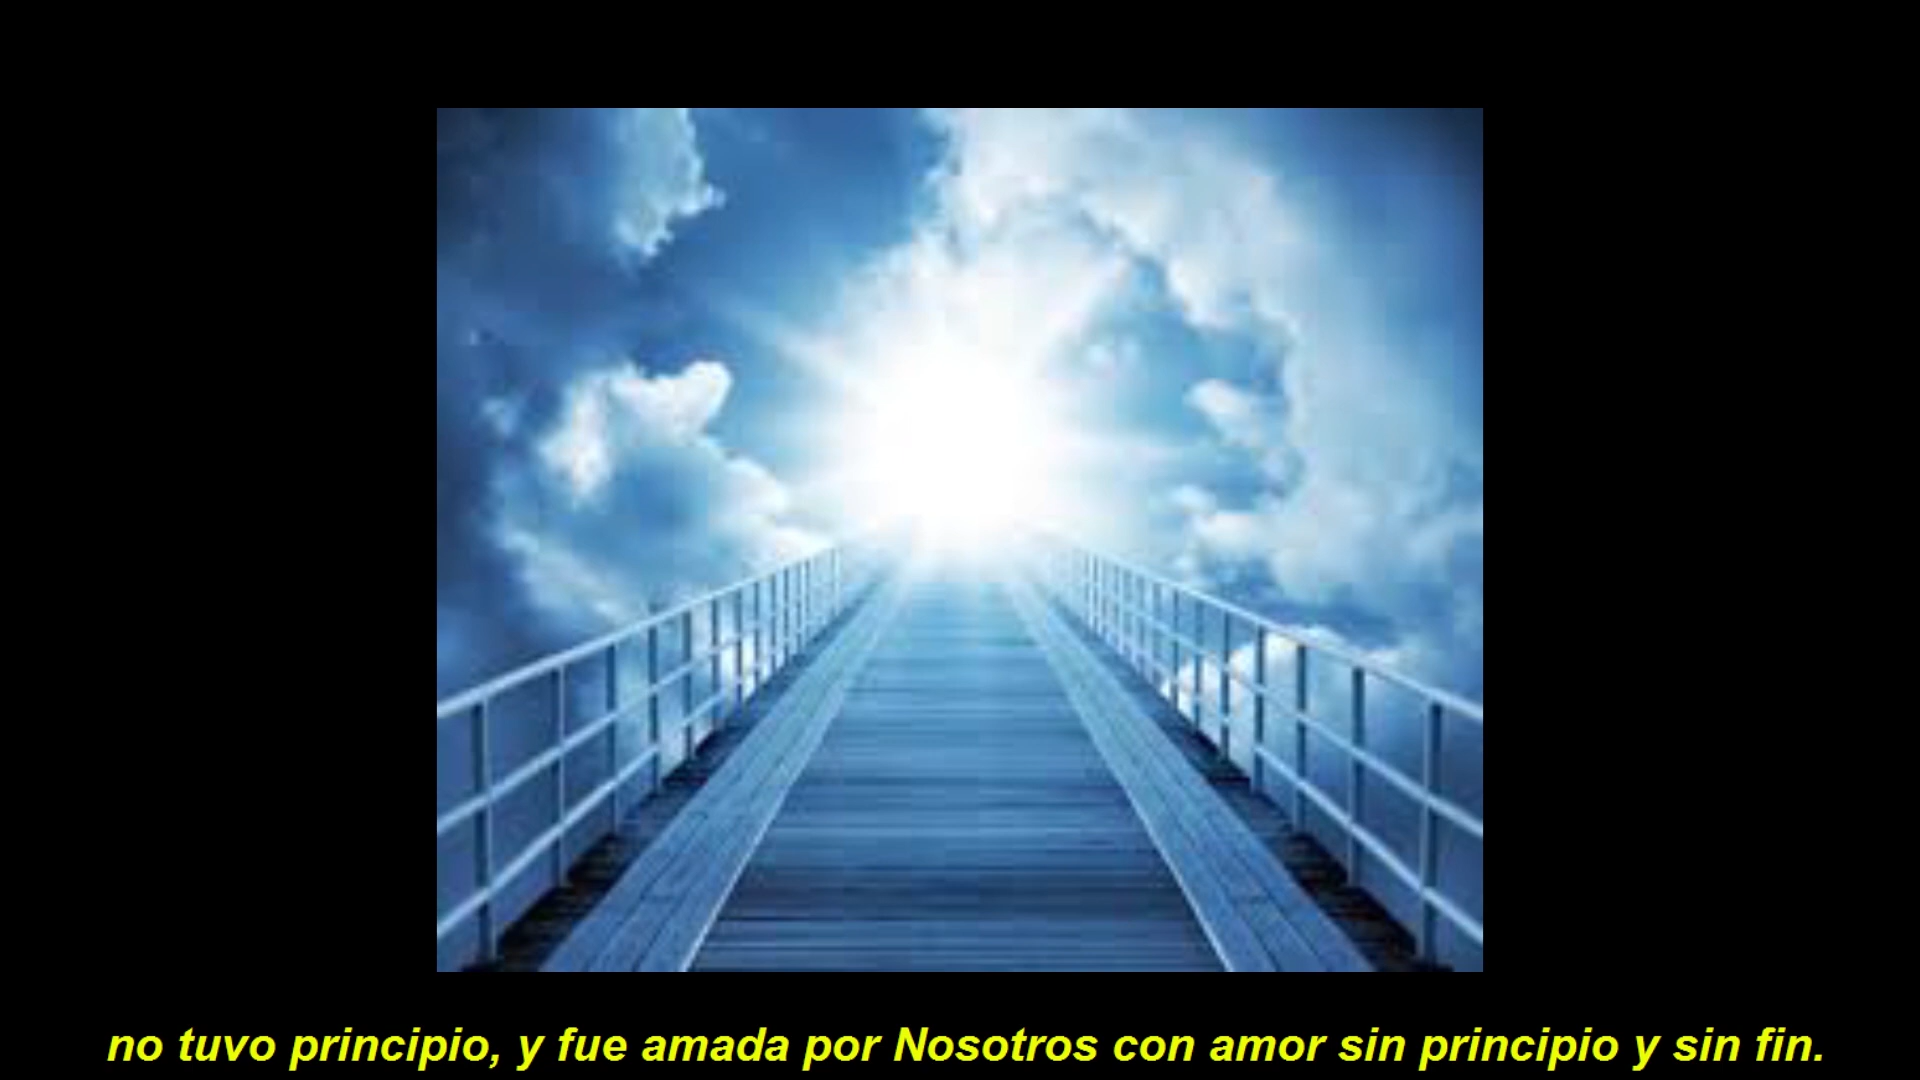 no tuvo principio, y fue amada por Nosotros con amor sin principio y sin fin.